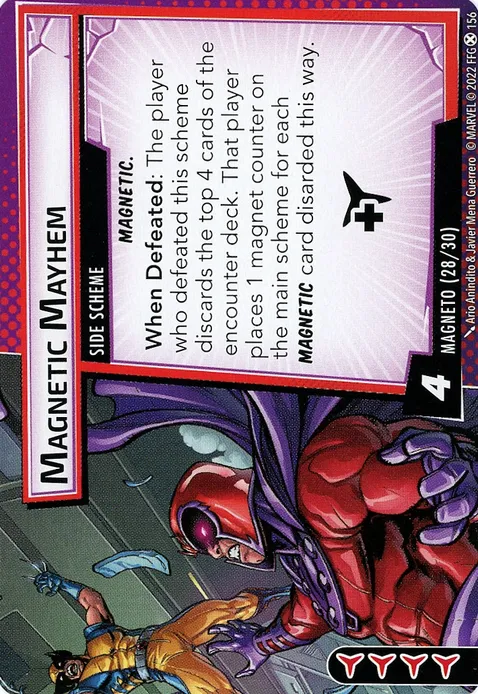 MAGNETIC MAYHEM
SIDE SCHEME
MAGNETIC.
When Defeated: The player
who defeated this scheme
discards the top 4 cards of the
encounter deck. That player
places 1 magnet counter on
the main scheme for each
MAGNETIC card disarded this way.
4
MAGNETO (28/30)
Ario Anindito & Javier Mena Guerrero © MARVEL © 2022 FFG 156